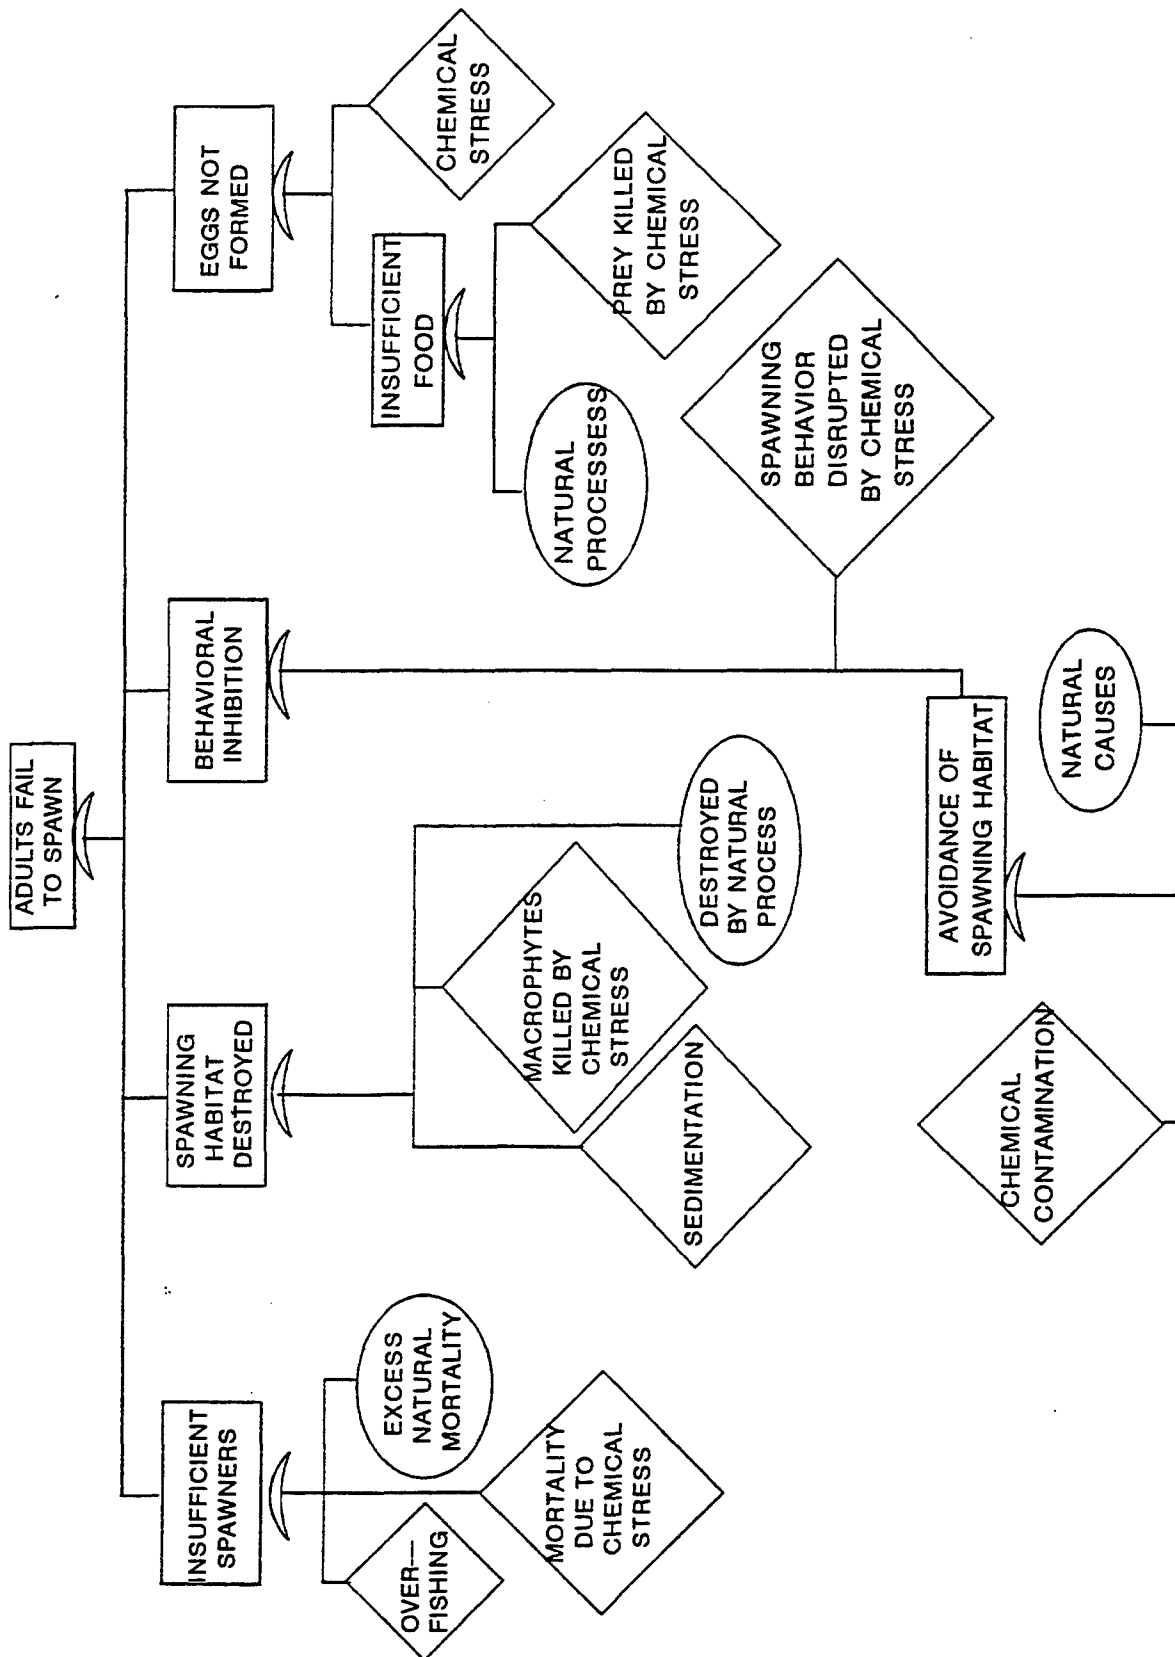 ADULTS FAIL
TO SPAWN
INSUFFICIENT
SPAWNERS
SPAWNING
HABITAT
DESTROYED
BEHAVIORAL
INHIBITION
EGGS NOT
FORMED
OVER—
FISHING
EXCESS
NATURAL
MORTALITY
MORTALITY
DUE TO
CHEMICAL
STRESS
SEDIMENTATION
MACROPHYTES
KILLED BY
CHEMICAL
STRESS
DESTROYED
BY NATURAL
PROCESS
INSUFFICIENT
FOOD
CHEMICAL
STRESS
NATURAL
PROCESSESS
PREY KILLED
BY CHEMICAL
STRESS
SPAWNING
BEHAVIOR
DISRUPTED
BY CHEMICAL
STRESS
AVOIDANCE OF
SPAWNING HABITAT
CHEMICAL
CONTAMINATION
NATURAL
CAUSES